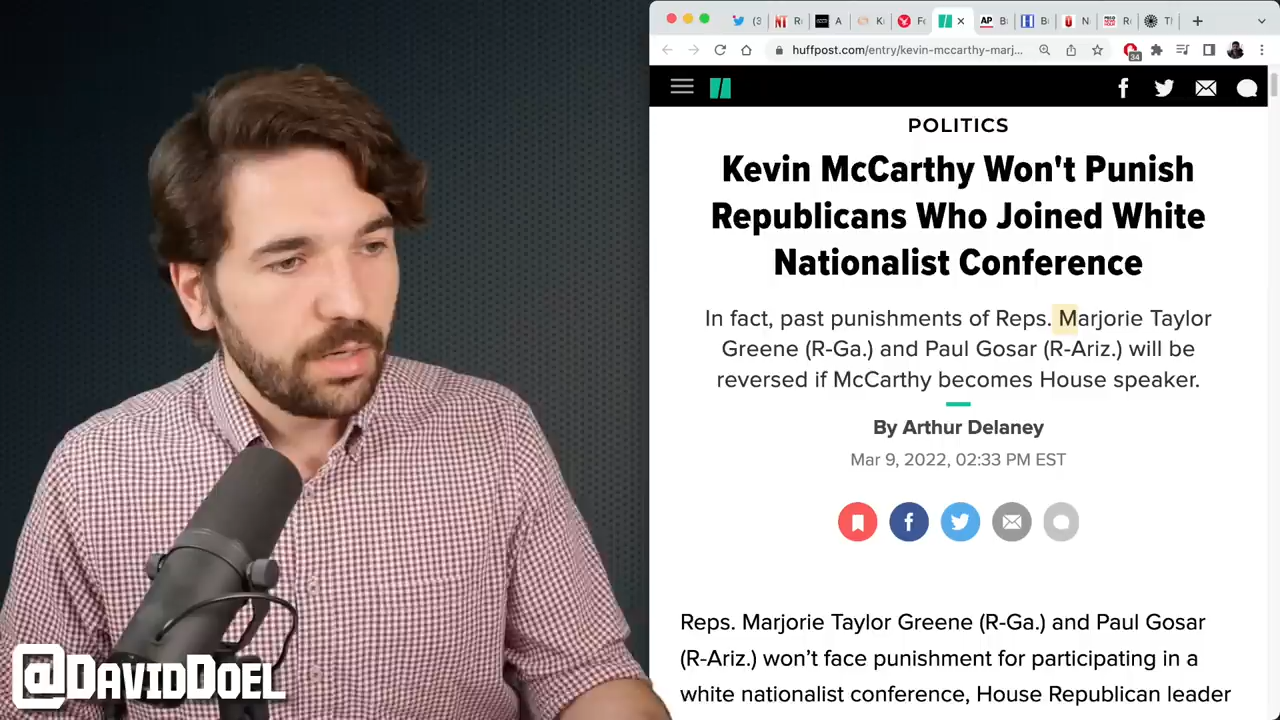 huffpost.com/entry/kevin-mccarthy-marj...
34
POLITICS
Kevin McCarthy Won't Punish
Republicans Who Joined White
Nationalist Conference
In fact, past punishments of Reps. Marjorie Taylor
Greene (R-Ga.) and Paul Gosar (R-Ariz.) will be
reversed if McCarthy becomes House speaker.
By Arthur Delaney
Mar 9, 2022, 02:33 PM EST
Reps. Marjorie Taylor Greene (R-Ga.) and Paul Gosar
(R-Ariz.) won’t face punishment for participating in a
white nationalist conference, House Republican leader
@DavidDoel